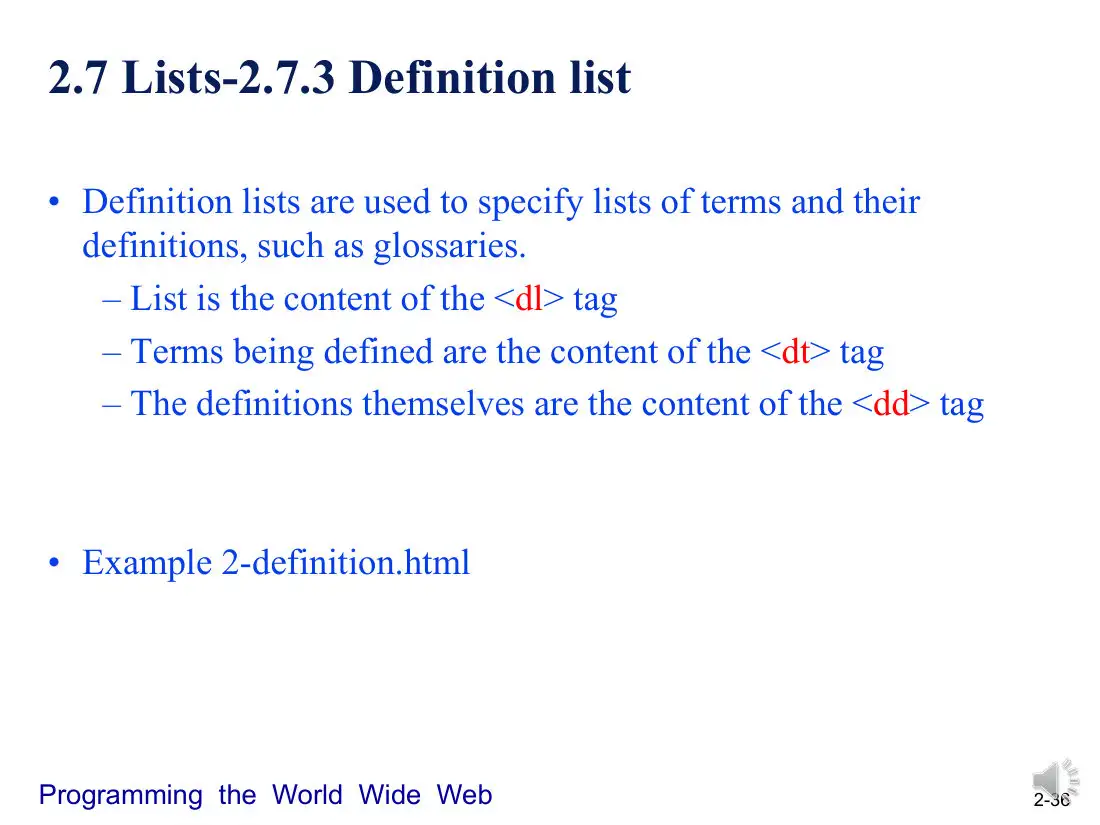 2.7 Lists-2.7.3 Definition list
• Definition lists are used to specify lists of terms and their
definitions, such as glossaries.
– List is the content of the <dl> tag
– Terms being defined are the content of the <dt> tag
– The definitions themselves are the content of the <dd> tag
• Example 2-definition.html
Programming the World Wide Web
2-36